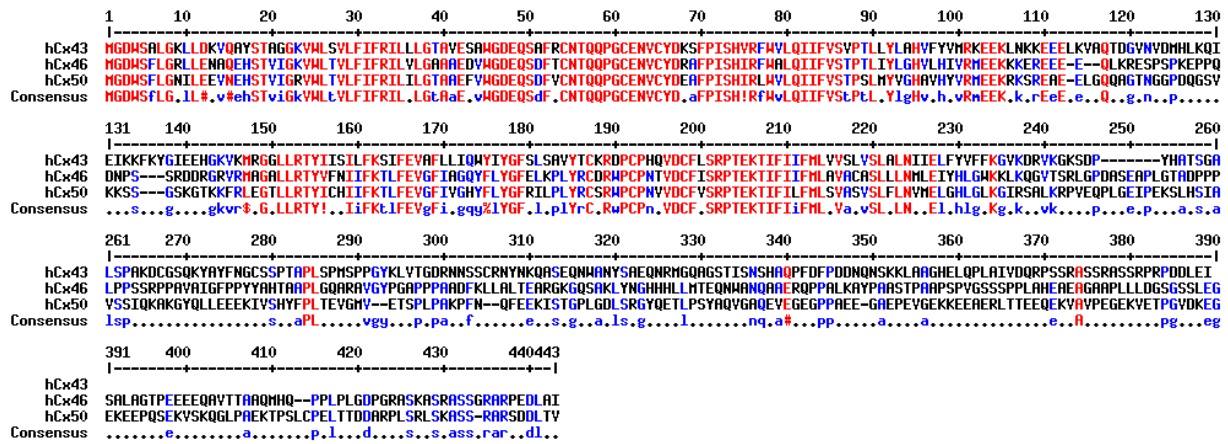 1 10 20 30 40 50 60 70 80 90 100 110 120 130
|--------+---------+---------+---------+---------+---------+---------+---------+---------+---------+---------+---------+---------|
hCx43 MGDWSALGKLLDKVQAYSTAGGKVWLSVLFIFRILLLGTAVESAWGDEQSAFRCNTQQPGCENVCYDKSFPISHVRFWVLQIIFVSVPTLLYLAHVFYVMRKEEKLNKKEEELKVAQTDGVNVDMHLKQI
hCx46 MGDWSFLGRLLENAQEHSTVIGKVWLTVLFIFRILVLGAAAEDVWGDEQSDFTCNTQQPGCENVCYDRAFPISHIRFWALQIIFVSTPTLIYLGHVLHIVRMEEKKKEREEE-E--QLKRESPSPKEPPQ
hCx50 MGDWSFLGNILEEVNEHSTVIGRVWLTVLFIFRILILGTAAEFVWGDEQSDFVCNTQQPGCENVCYDEAFPISHIRLWVLQIIFVSTPSLMYVGHAVHYVRMEEKRKSREAE-ELGQQAGTNGGPDQGSV
Consensus MGDWSfLG.lL#.v#ehSTviGkVWLtVLFIFRIL.LGtAaE.vWGDEQSdF.CNTQQPGCENVCYD.aFPISH!RfWvLQIIFVStPtL.YlgHv.h.vRmEEK.k.rEeE.e..Q..g.n..p.....
131 140 150 160 170 180 190 200 210 220 230 240 250 260
|--------+---------+---------+---------+---------+---------+---------+---------+---------+---------+---------+---------+---------|
hCx43 EIKKFKYGIEEHGKVKMRGGLLRTYIISILFKSIFEVAFLLIQWYIYGFSLSAVYTCKRDPCPHQVDCFLSRPTEKTIFIIFMLVVSLVSLALNIIELFYVFFKGVKDRVKGKSDP--------YHATSGA
hCx46 DNPS---SRDDRGRVRMAGALLRTYVFNIIFKTLFEVGFIAGQYFLYGFELKPLYRCDRWPCPNTVDCFISRPTEKTIFIIFMLAVACASLLLNMLEIYHLGWKKLKQGVTSRLGPDASEAPLGTADPPP
hCx50 KKSS---GSKGTKKFRLEGTLLRTYICHIIFKTLFEVGFIVGHYFLYGFRILPLYRCSRWPCPNVVDCFVSRPTEKTIFILFMLSVASVSLFLNVMELGHLGLKGIRSALKRPVEQPLGEIPEKSLHSIA
Consensus ...s...g....gkvr$.G.LLRTYI!..IiFKtlFEVgFi.gqy%lYGF.l.plYrC.RwPCPn.VDCF.SRPTEKTIFIiFML.Va.vSL.LN..El.hlg.Kg.k..vk.....p...e.p...a.s.a
261 270 280 290 300 310 320 330 340 350 360 370 380 390
|--------+---------+---------+---------+---------+---------+---------+---------+---------+---------+---------+---------+---------|
hCx43 LSPAKDCGSQKYAYFNGCSSPTAPLSPMSPPGYKLVTGDRNNSSCRNYNKQASEQNWANYSAEQNRMGQAGSTISNSHAQPFDFPDDNQNSKKLAAGHELQPLAIVDQRPSSRASSRASSRPRPDDLEI
hCx46 LPPSSRPPAVAIGFPPYYAHTAAPLGQARAVGYPGAPPPAADFKLLALTEARGKGQSAKLYNGHHHLLMTEQNWANQAAERQPPALKAYPAASTPAAPSPVGSSSPPLAHEAEAGAAPLLLDGSGSSLEG
hCx50 VSSIQKAKGYQLLEEEKIVSHYFPLTEVGMV--ETSPLPAKPFN-QFEEKISTGPLGDLSRGYQETLPSYAQVGAQEVEGEGPPAEE-GAEPEVGEKKEEAERLTTEEQEKVAVPEGEKVETPGVDKEG
Consensus lsp................s..aPL......vgy...p.pa..f....e..s.g..a.ls.g...l.......nq.a#...pp....a....a..............e..A.........pg...eg
391 400 410 420 430 440443
|--------+---------+---------+---------+---------+--|
hCx43
hCx46 SALAGTPEEEEQAVTTAAQMHQ--PPLPLGDPGRASKASRASSGRARPEDLAI
hCx50 EKEEPQSEKVSKQGLPAEKTPSLCPELTTDDARPLSRLSKASS-RARSDDLTV
Consensus .......e........a.......p.l...d....s..s.ass.rar..dl..